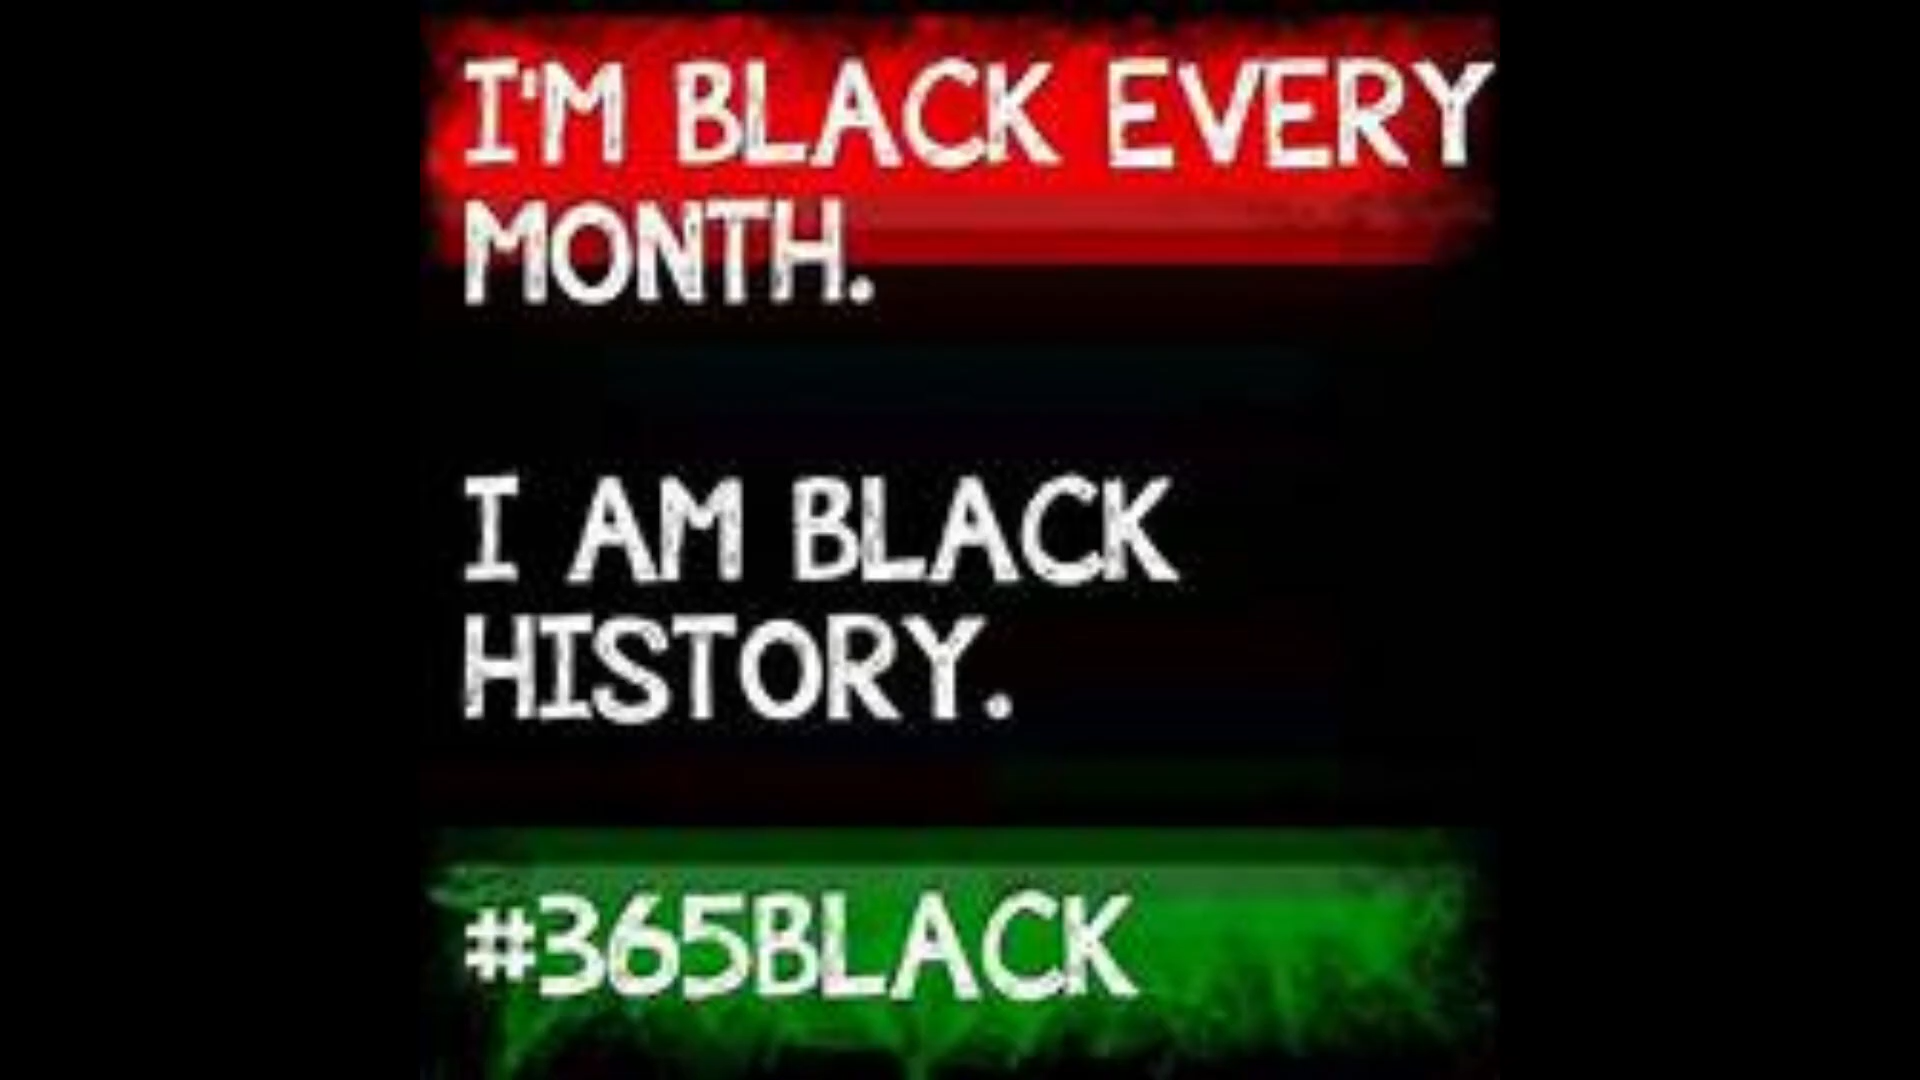 I'M BLACK EVERY
MONTH.
I AM BLACK
HISTORY.
#365BLACK